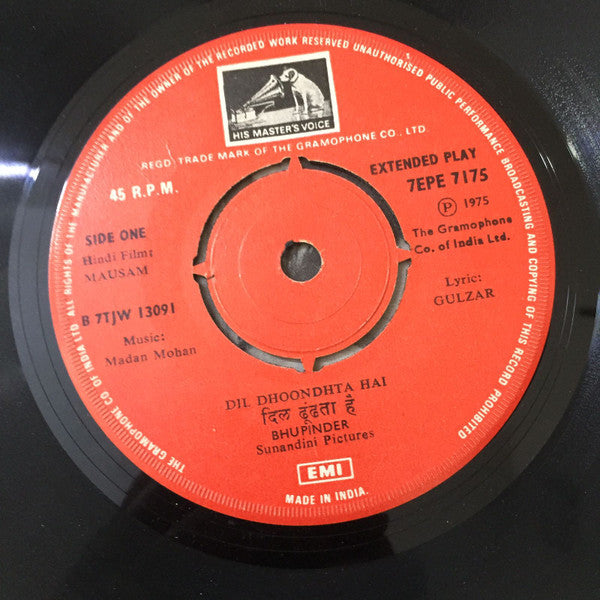 THE GRAMOPHONE CO. OF INDIA LTD. ALL RIGHTS OF THE MANUFACTURER AND OF THE OWNER OF THE RECORDED WORK RESERVED UNAUTHORISED PUBLIC PERFORMANCE BROADCASTING AND COPYING OF THIS RECORD PROHIBITED
HIS MASTER'S VOICE
REGD. TRADE MARK OF THE GRAMOPHONE CO., LTD.
45 R.P.M.
EXTENDED PLAY
7EPE 7175
SIDE ONE
Ⓟ 1975
Hindi Film:
MAUSAM
The Gramophone
Co. of India Ltd.
B 7TJW 13091
Lyric:
GULZAR
Music:
Madan Mohan
DIL DHOONDHTA HAI
दिल ढूंढता है
BHUPINDER
Sunandini Pictures
EMI
MADE IN INDIA.